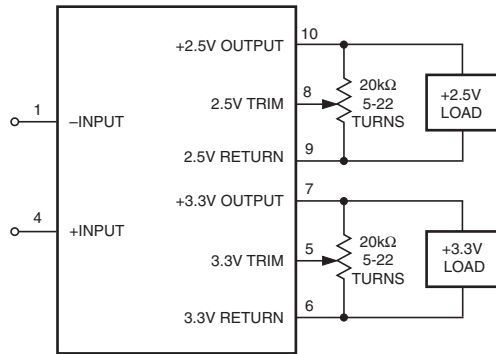 10
+2.5V OUTPUT
20kΩ
5-22
TURNS
+2.5V
LOAD
8
2.5V TRIM
1
–INPUT
9
2.5V RETURN
7
+3.3V OUTPUT
4
+INPUT
20kΩ
5-22
TURNS
+3.3V
LOAD
5
3.3V TRIM
6
3.3V RETURN